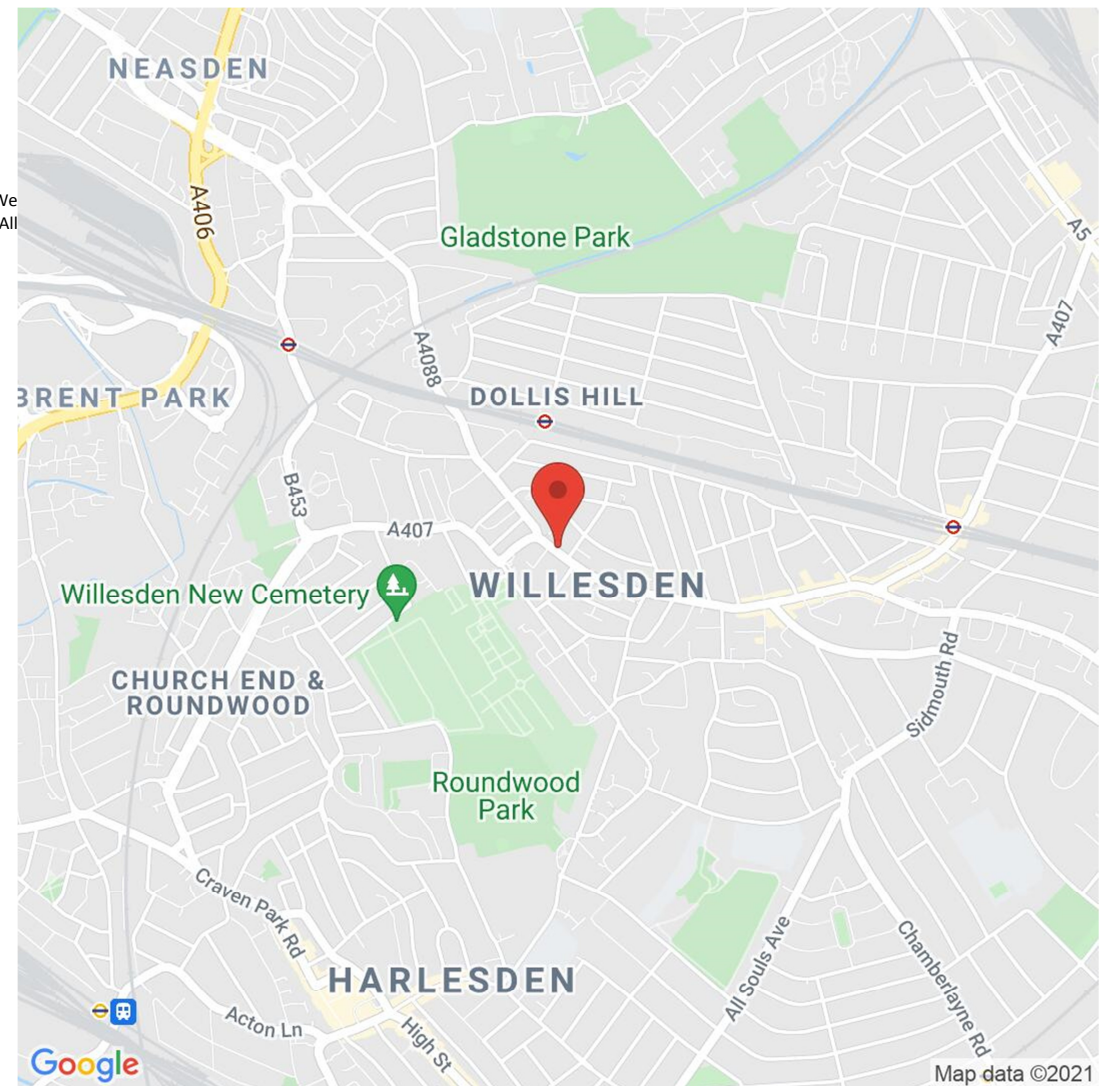 NEASDEN
We
All
A406
Gladstone Park
A5
A407
A4088
BRENT PARK
DOLLIS HILL
B453
A407
WILLESDEN
Willesden New Cemetery
Sidmouth Rd
CHURCH END &
ROUNDWOOD
Roundwood
Park
Craven Park Rd
All Souls Ave
Chamberlayne Rd
HARLESDEN
Acton Ln
High St
Google
Map data ©2021